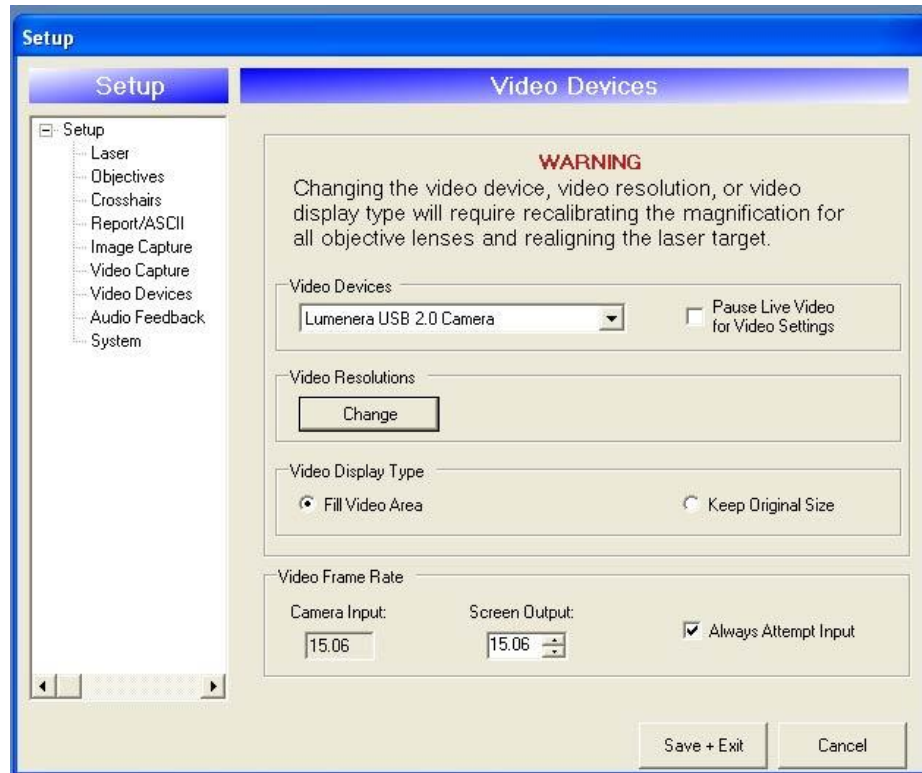 Setup
Setup
Video Devices
Setup
Laser
Objectives
Crosshairs
Report/ASCII
Image Capture
Video Capture
Video Devices
Audio Feedback
System
WARNING
Changing the video device, video resolution, or video
display type will require recalibrating the magnification for
all objective lenses and realigning the laser target.
Video Devices
Lumenera USB 2.0 Camera
Pause Live Video
for Video Settings
Video Resolutions
Change
Video Display Type
Fill Video Area
Keep Original Size
Video Frame Rate
Camera Input:
Screen Output:
15.06
15.06
Always Attempt Input
Save + Exit
Cancel